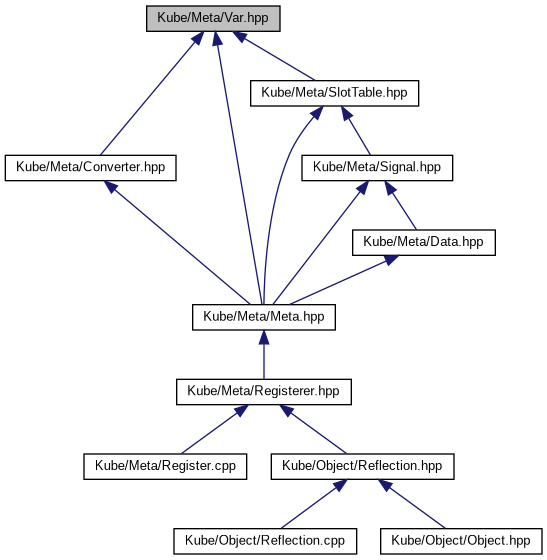 Kube/Meta/Var.hpp
Kube/Meta/SlotTable.hpp
Kube/Meta/Converter.hpp
Kube/Meta/Signal.hpp
Kube/Meta/Data.hpp
Kube/Meta/Meta.hpp
Kube/Meta/Registerer.hpp
Kube/Meta/Register.cpp
Kube/Object/Reflection.hpp
Kube/Object/Reflection.cpp
Kube/Object/Object.hpp